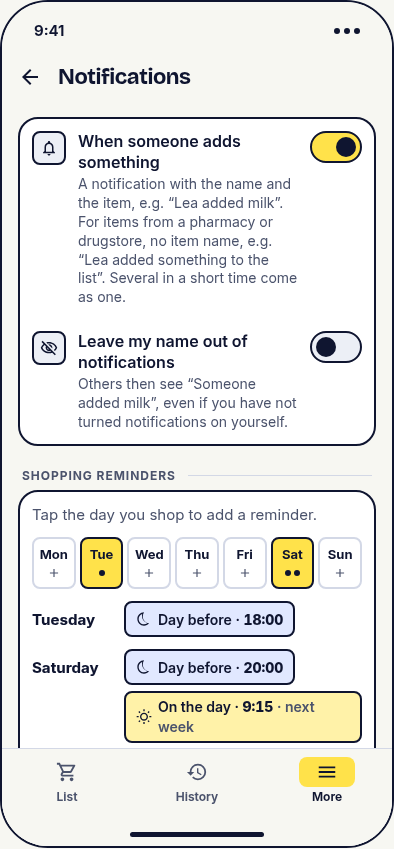 9:41
Notifications
When someone adds
something
A notification with the name and
the item, e.g. “Lea added milk”.
For items from a pharmacy or
drugstore, no item name, e.g.
“Lea added something to the
list”. Several in a short time come
as one.
Leave my name out of
notifications
Others then see “Someone
added milk”, even if you have not
turned notifications on yourself.
SHOPPING REMINDERS
Tap the day you shop to add a reminder.
Mon Tue Wed Thu Fri Sat Sun
Tuesday Day before · 18:00
Saturday Day before · 20:00
On the day · 9:15 · next
week
List History More